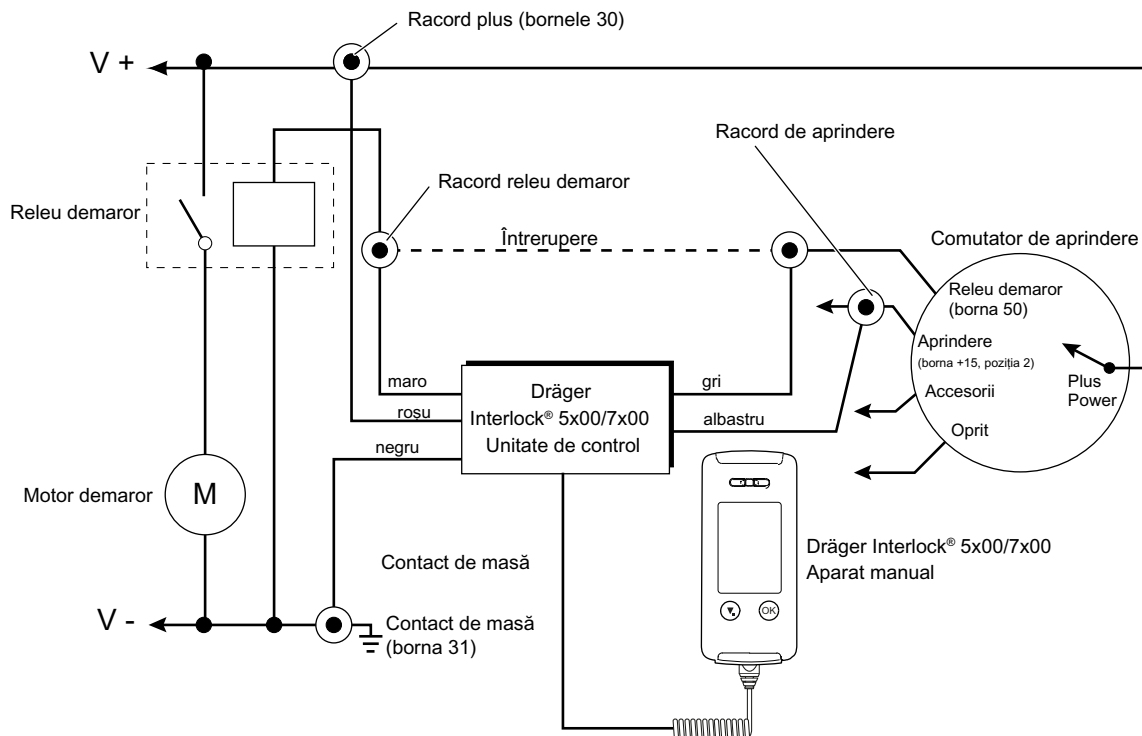 Racord plus (bornele 30)
V +
Racord de aprindere
Racord releu demaror
Releu demaror
Întrerupere
Comutator de aprindere
Releu demaror
(borna 50)
Aprindere
(borna +15, poziția 2)
Plus
Power
Accesorii
Oprit
maro
roșu
negru
Dräger
Interlock® 5x00/7x00
Unitate de control
gri
albastru
Motor demaror
M
Contact de masă
Dräger Interlock® 5x00/7x00
Aparat manual
OK
V -
Contact de masă
(borna 31)